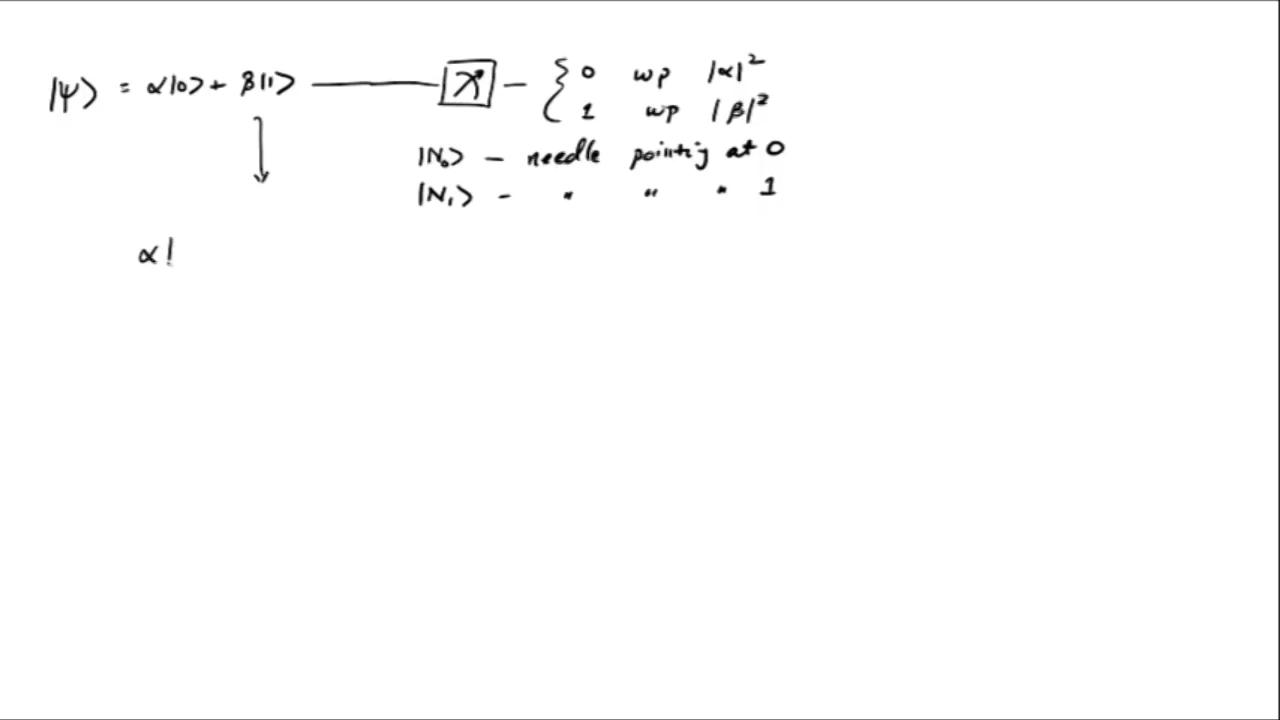 |ψ⟩ = α|0⟩ + β|1⟩ { 0 wp |α|²
1 wp |β|²
|N₀⟩ – needle pointing at 0
|N₁⟩ – " " " 1
α|